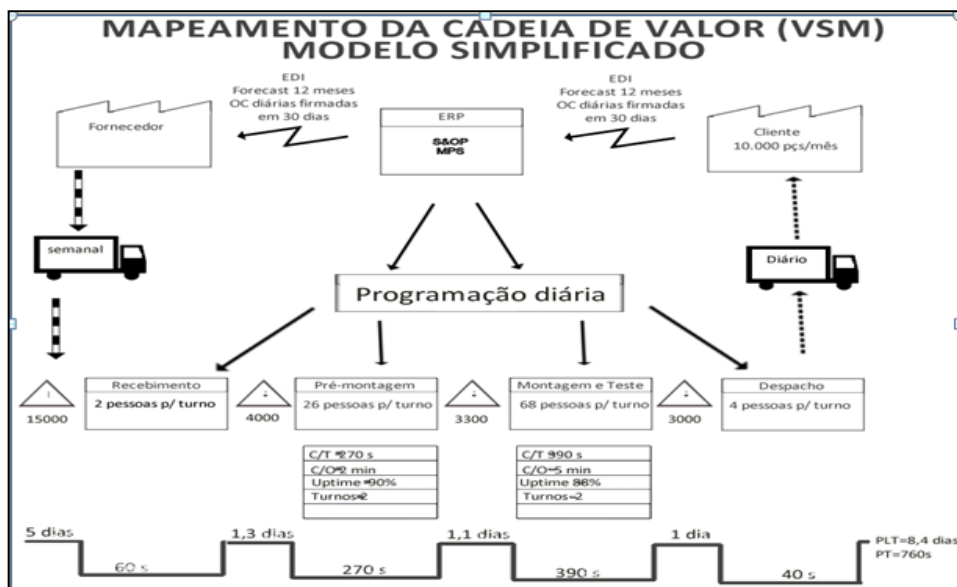 MAPEAMENTO DA CADEIA DE VALOR (VSM)
MODELO SIMPLIFICADO
EDI
Forecast 12 meses
OC diárias firmadas
em 30 dias
EDI
Forecast 12 meses
OC diárias firmadas
em 30 dias
Fornecedor
ERP
S&OP
MPS
Cliente
10.000 pçs/mês
semanal
Diário
Programação diária
Recebimento
2 pessoas p/ turno
Pré-montagem
26 pessoas p/ turno
Montagem e Teste
68 pessoas p/ turno
Despacho
4 pessoas p/ turno
15000
4000
3300
3000
C/T 270 s
C/O 2 min
Uptime 90%
Turnos 2
C/T 390 s
C/O 5 min
Uptime 88%
Turnos 2
5 dias
1,3 dias
1,1 dias
1 dia
PLT=8,4 dias
PT=760s
60 s
270 s
390 s
40 s